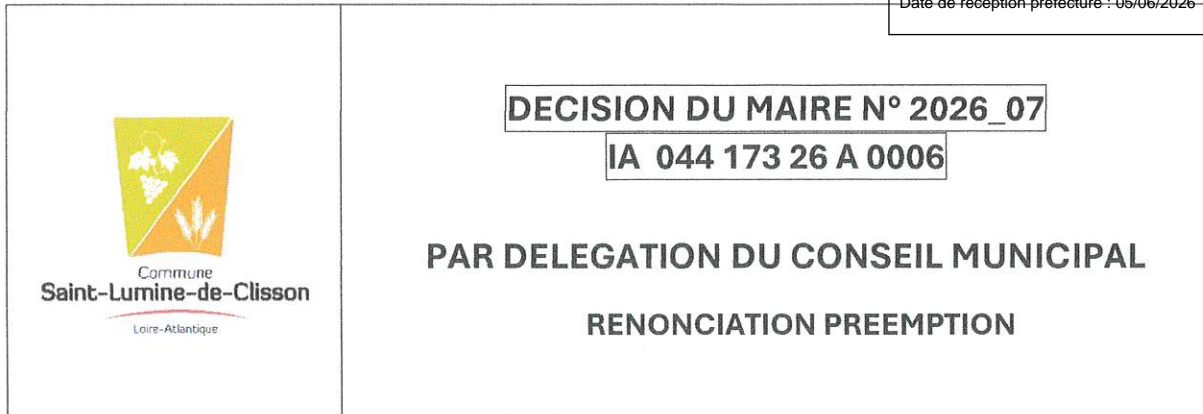 Date de réception préfecture : 05/06/2026
DECISION DU MAIRE N° 2026_07
IA 044 173 26 A 0006
PAR DELEGATION DU CONSEIL MUNICIPAL
RENONCIATION PREEMPTION
Commune
Saint-Lumine-de-Clisson
Loire-Atlantique